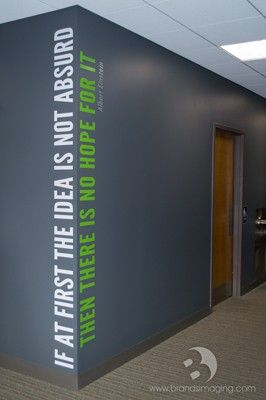 IF AT FIRST THE IDEA IS NOT ABSURD
THEN THERE IS NO HOPE FOR IT
Albert Einstein
www.brandsimaging.com